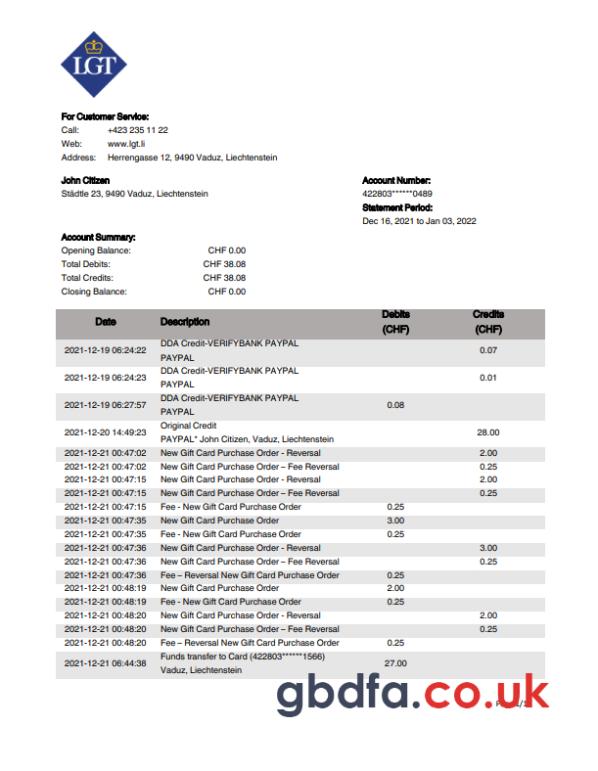 LGT
For Customer Service:
Call: +423 235 11 22
Web: www.lgt.li
Address: Herrengasse 12, 9490 Vaduz, Liechtenstein
John Citizen
Städtle 23, 9490 Vaduz, Liechtenstein
Account Number:
422803******0489
Statement Period:
Dec 16, 2021 to Jan 03, 2022
Account Summary:
Opening Balance: CHF 0.00
Total Debits: CHF 38.08
Total Credits: CHF 38.08
Closing Balance: CHF 0.00
Date Description Debits (CHF) Credits (CHF)
2021-12-19 06:24:22 DDA Credit-VERIFYBANK PAYPAL 0.07
PAYPAL
2021-12-19 06:24:23 DDA Credit-VERIFYBANK PAYPAL 0.01
PAYPAL
2021-12-19 06:27:57 DDA Credit-VERIFYBANK PAYPAL 0.08
PAYPAL
2021-12-20 14:49:23 Original Credit 28.00
PAYPAL* John Citizen, Vaduz, Liechtenstein
2021-12-21 00:47:02 New Gift Card Purchase Order - Reversal 2.00
2021-12-21 00:47:02 New Gift Card Purchase Order – Fee Reversal 0.25
2021-12-21 00:47:15 New Gift Card Purchase Order - Reversal 2.00
2021-12-21 00:47:15 New Gift Card Purchase Order – Fee Reversal 0.25
2021-12-21 00:47:15 Fee - New Gift Card Purchase Order 0.25
2021-12-21 00:47:35 New Gift Card Purchase Order 3.00
2021-12-21 00:47:35 Fee - New Gift Card Purchase Order 0.25
2021-12-21 00:47:36 New Gift Card Purchase Order - Reversal 3.00
2021-12-21 00:47:36 New Gift Card Purchase Order – Fee Reversal 0.25
2021-12-21 00:47:36 Fee – Reversal New Gift Card Purchase Order 0.25
2021-12-21 00:48:19 New Gift Card Purchase Order 2.00
2021-12-21 00:48:19 Fee - New Gift Card Purchase Order 0.25
2021-12-21 00:48:20 New Gift Card Purchase Order - Reversal 2.00
2021-12-21 00:48:20 New Gift Card Purchase Order – Fee Reversal 0.25
2021-12-21 00:48:20 Fee – Reversal New Gift Card Purchase Order 0.25
2021-12-21 06:44:38 Funds transfer to Card (422803******1566) 27.00
Vaduz, Liechtenstein
gbdfa.co.uk